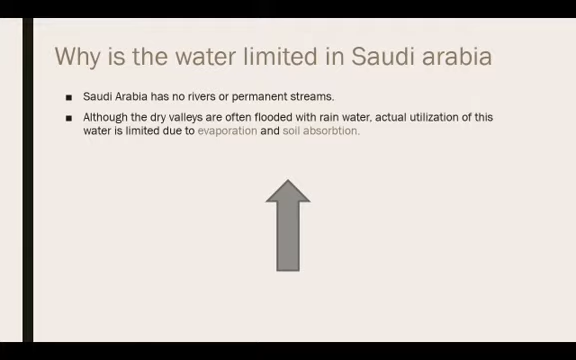 Why is the water limited in Saudi arabia
Saudi Arabia has no rivers or permanent streams.
Although the dry valleys are often flooded with rain water, actual utilization of this
water is limited due to evaporation and soil absorbtion.